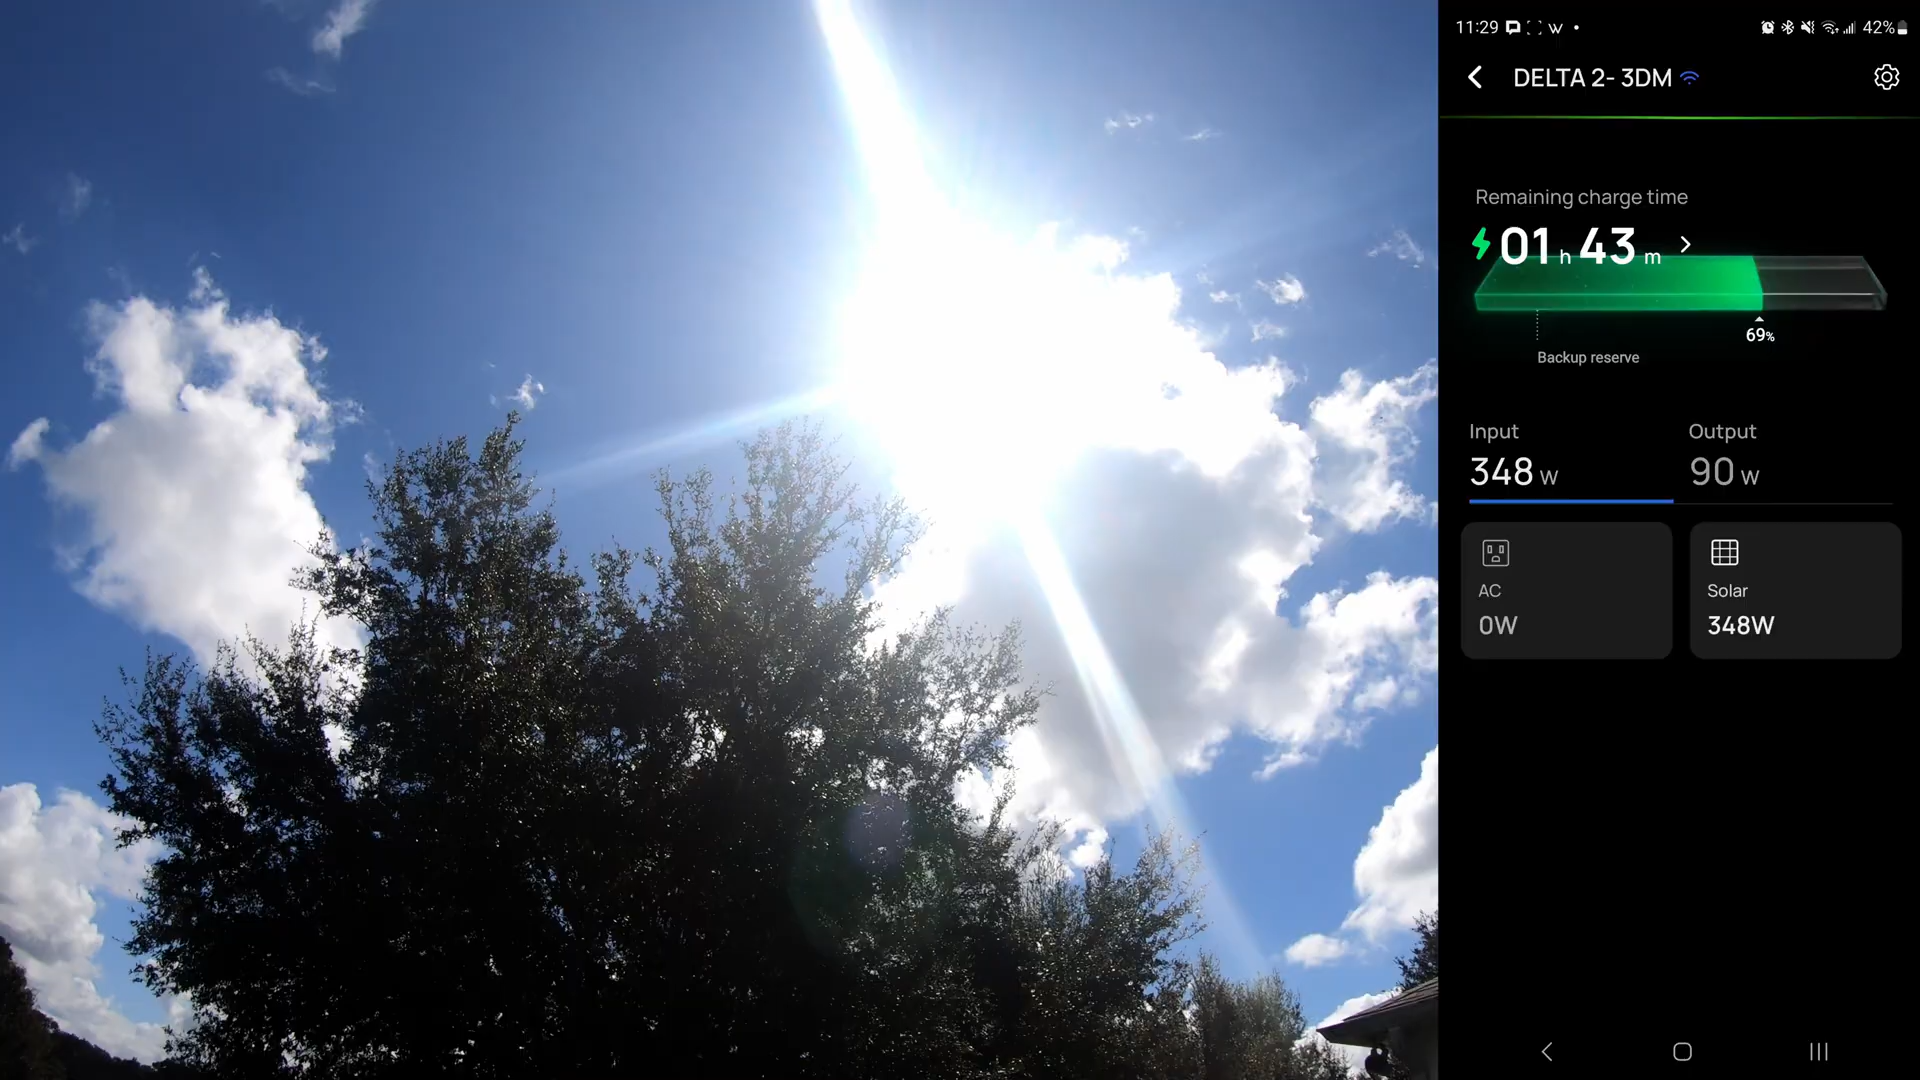 11:29 W 42%
DELTA 2- 3DM
Remaining charge time
01 h 43 m
69%
Backup reserve
Input Output
348 W 90 W
AC Solar
0W 348W